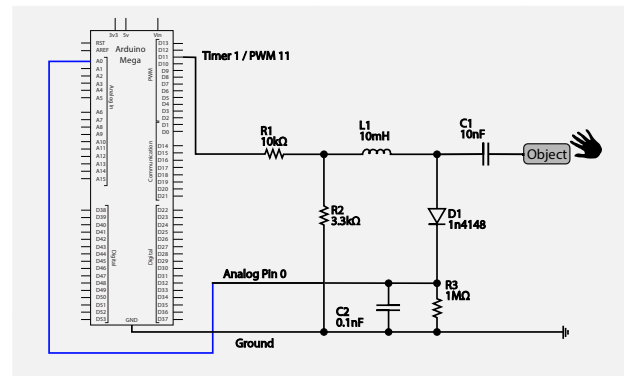 3v3 5v Vin
Arduino
Mega
RST
AREF
A0
A1
A2
A3
A4
A5
A6
A7
A8
A9
A10
A11
A12
A13
A14
A15
Analog In
D38
D39
D40
D41
D42
D43
D44
D45
D46
D47
D48
D49
D50
D51
D52
D53
Digital
PWM
D13
D12
D11
D10
D9
D8
D7
D6
D5
D4
D3
D2
D1
D0
Communication
D14
D15
D16
D17
D18
D19
D20
D21
Digital
D22
D23
D24
D25
D26
D27
D28
D29
D30
D31
D32
D33
D34
D35
D36
D37
GND
Timer 1 / PWM 11
R1
10kΩ
L1
10mH
C1
10nF
Object
R2
3.3kΩ
D1
1n4148
Analog Pin 0
R3
1MΩ
C2
0.1nF
Ground